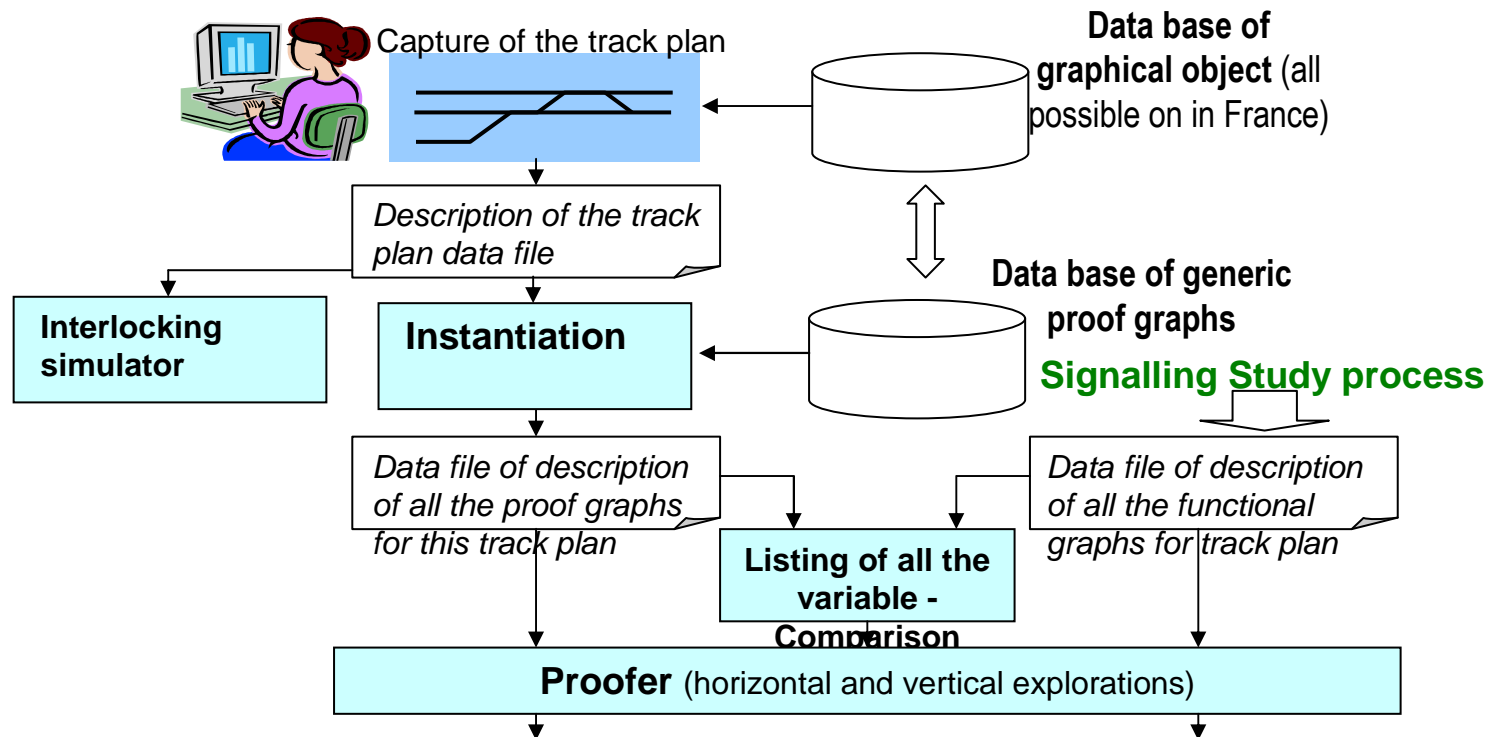 Capture of the track plan
Data base of
graphical object (all
possible on in France)
Description of the track
plan data file
Data base of generic
proof graphs
Interlocking
simulator
Instantiation
Signalling Study process
Data file of description
of all the proof graphs
for this track plan
Data file of description
of all the functional
graphs for track plan
Listing of all the
variable -
Comparison
Proofer (horizontal and vertical explorations)